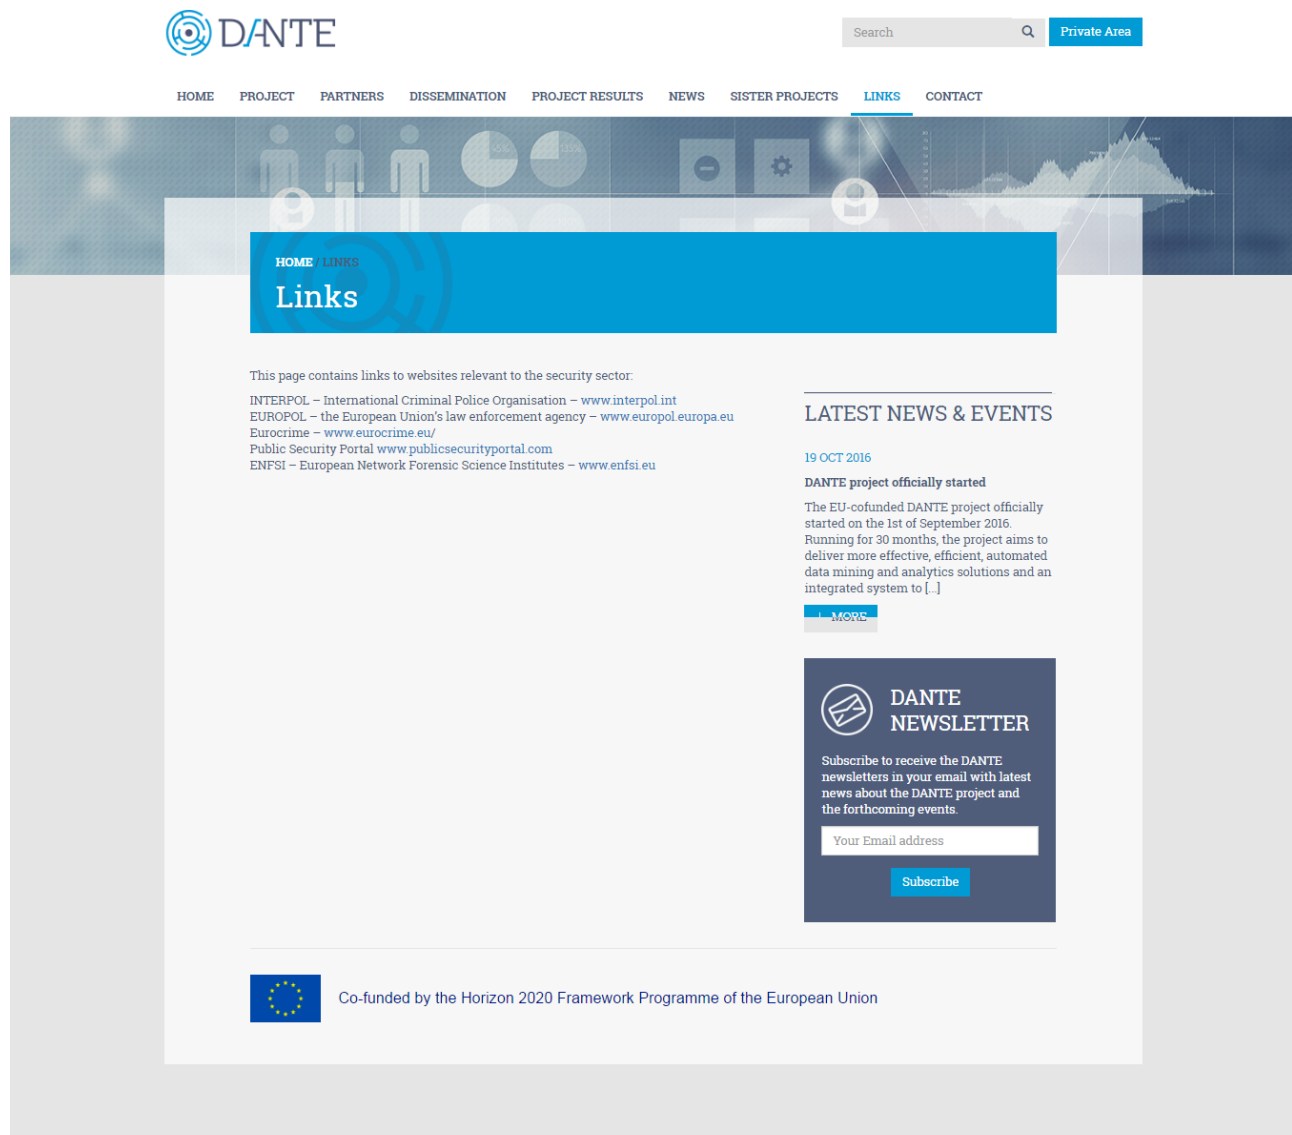 DANTE
Search
Private Area
HOME PROJECT PARTNERS DISSEMINATION PROJECT RESULTS NEWS SISTER PROJECTS LINKS CONTACT
45%
135%
HOME / LINKS
Links
This page contains links to websites relevant to the security sector:
INTERPOL – International Criminal Police Organisation – www.interpol.int
EUROPOL – the European Union's law enforcement agency – www.europol.europa.eu
Eurocrime – www.eurocrime.eu/
Public Security Portal www.publicsecurityportal.com
ENFSI – European Network Forensic Science Institutes – www.enfsi.eu
LATEST NEWS & EVENTS
19 OCT 2016
DANTE project officially started
The EU-cofunded DANTE project officially
started on the 1st of September 2016.
Running for 30 months, the project aims to
deliver more effective, efficient, automated
data mining and analytics solutions and an
integrated system to [...]
MORE
DANTE
NEWSLETTER
Subscribe to receive the DANTE
newsletters in your email with latest
news about the DANTE project and
the forthcoming events.
Your Email address
Subscribe
Co-funded by the Horizon 2020 Framework Programme of the European Union